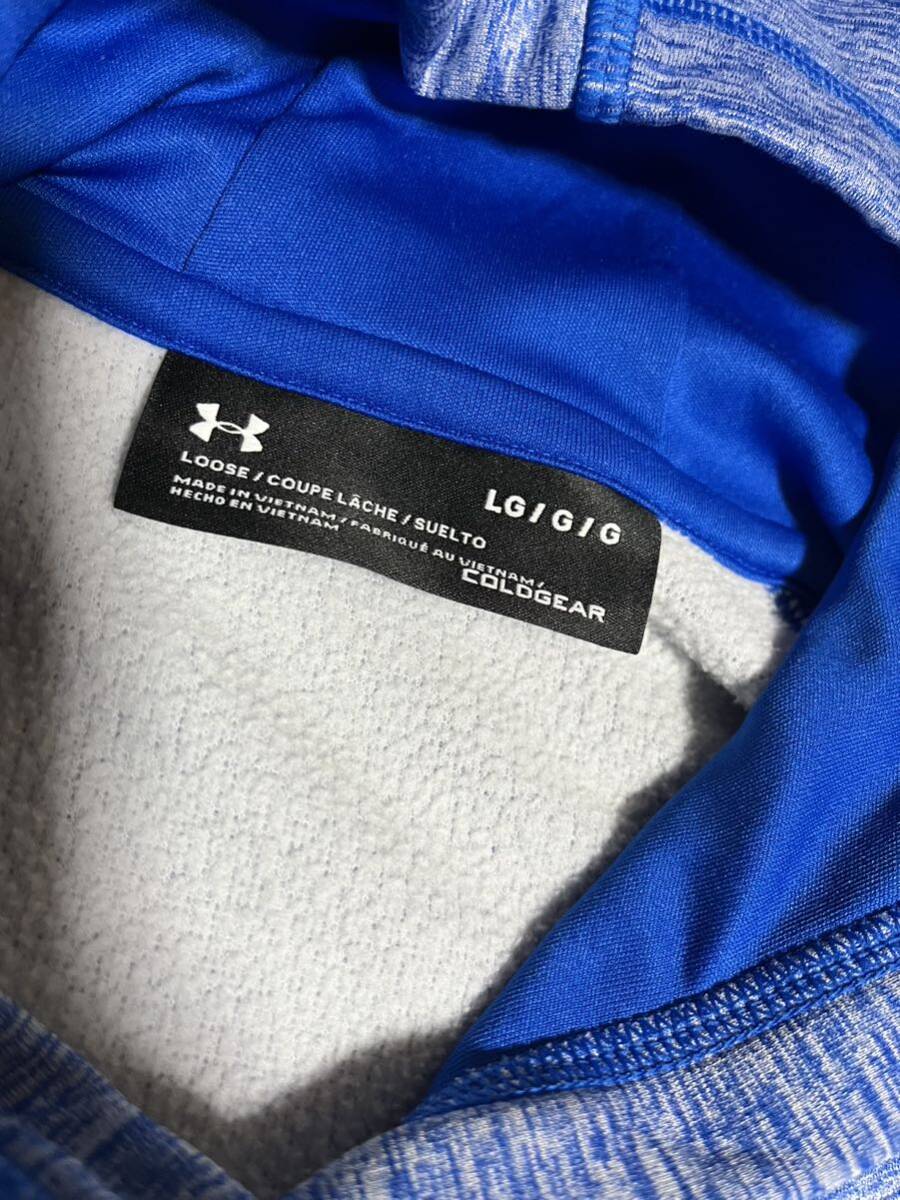 LOOSE / COUPE LÂCHE / SUELTO
MADE IN VIETNAM / FABRIQUÉ AU VIETNAM /
HECHO EN VIETNAM
LG / G / G
COLDGEAR